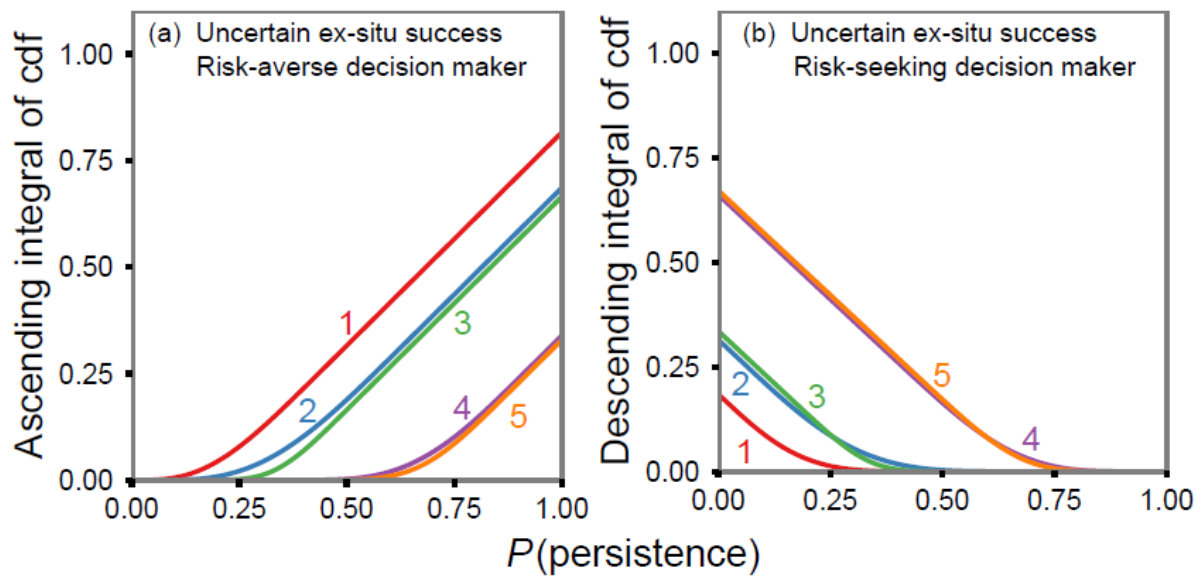 (a) Uncertain ex-situ success
Risk-averse decision maker
Ascending integral of cdf
1.00
0.75
0.50
0.25
0.00
1
2
3
4
5
0.00 0.25 0.50 0.75 1.00
(b) Uncertain ex-situ success
Risk-seeking decision maker
Descending integral of cdf
1.00
0.75
0.50
0.25
0.00
5
2
3
4
1
0.00 0.25 0.50 0.75 1.00
P(persistence)